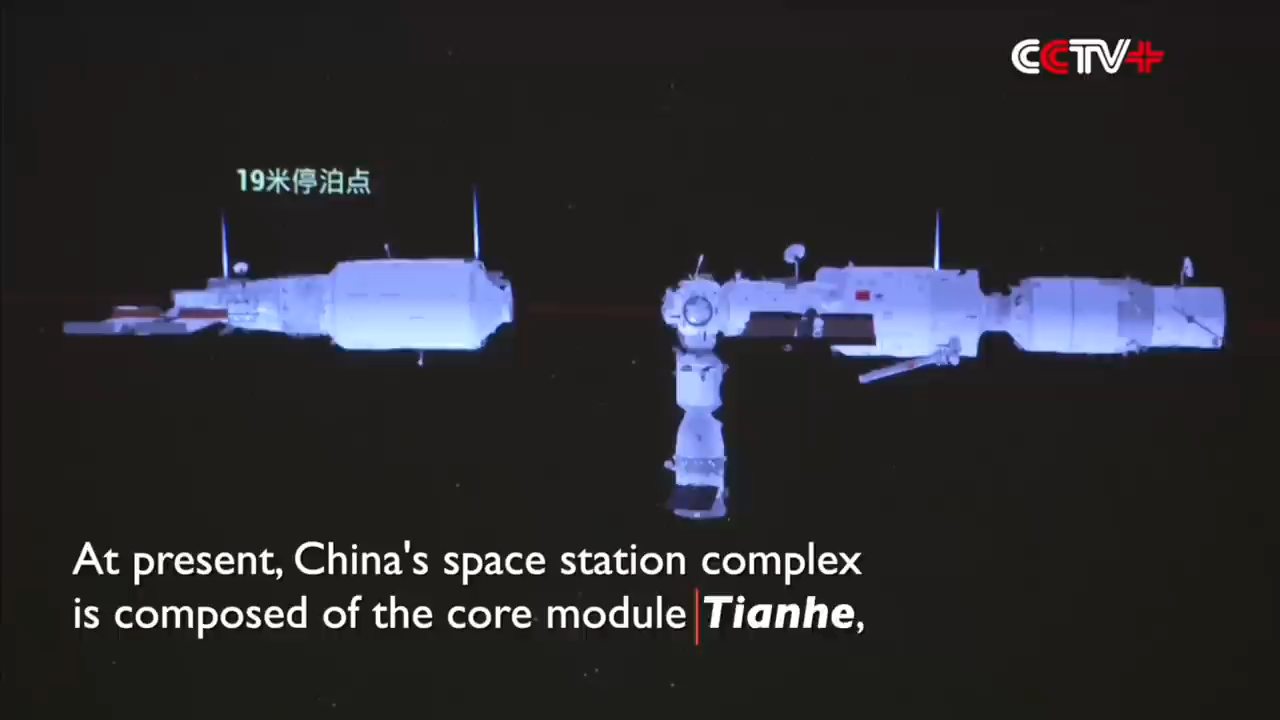 CCTV+
19米停泊点
At present, China's space station complex
is composed of the core module Tianhe,